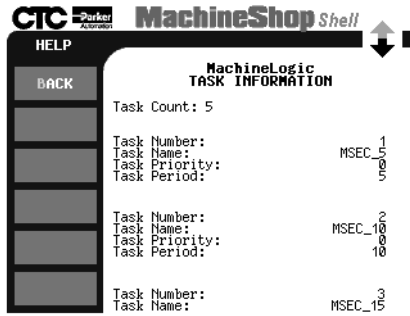 CTC Parker Automation MachineShop Shell
HELP
BACK
MachineLogic
TASK INFORMATION
Task Count: 5
Task Number: 1
Task Name: MSEC_5
Task Priority: 0
Task Period: 5
Task Number: 2
Task Name: MSEC_10
Task Priority: 0
Task Period: 10
Task Number: 3
Task Name: MSEC_15